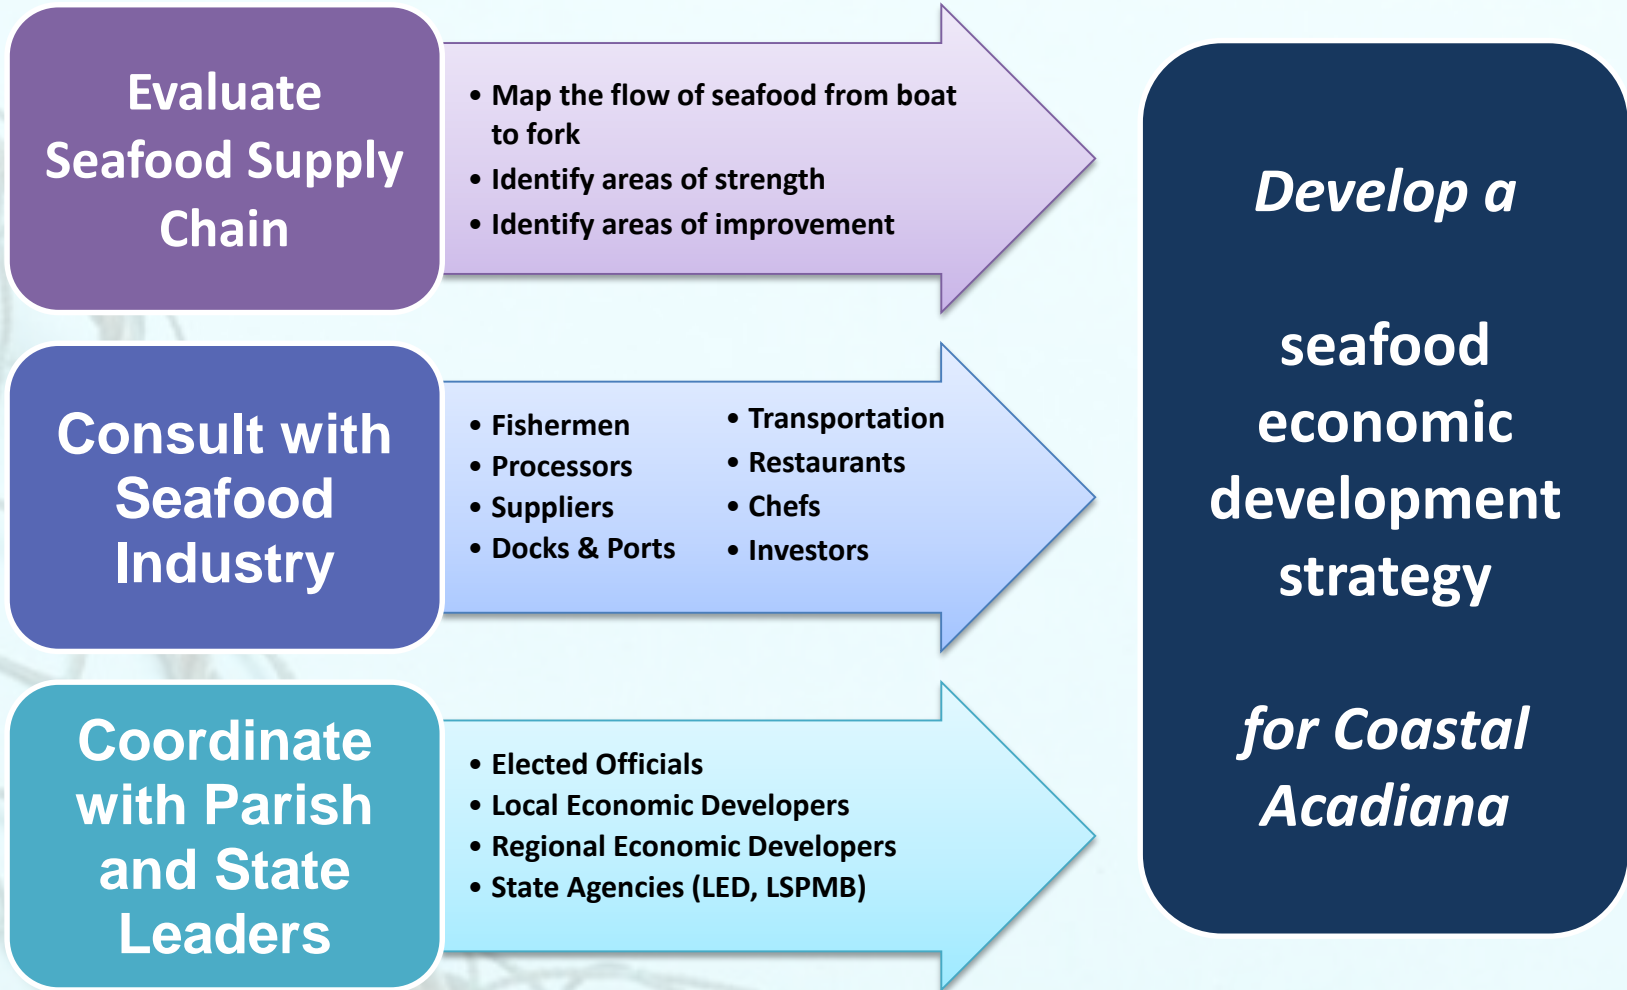 Evaluate
Seafood Supply
Chain
• Map the flow of seafood from boat
to fork
• Identify areas of strength
• Identify areas of improvement
Consult with
Seafood
Industry
• Fishermen
• Processors
• Suppliers
• Docks & Ports
• Transportation
• Restaurants
• Chefs
• Investors
Coordinate
with Parish
and State
Leaders
• Elected Officials
• Local Economic Developers
• Regional Economic Developers
• State Agencies (LED, LSPMB)
Develop a
seafood
economic
development
strategy
for Coastal
Acadiana